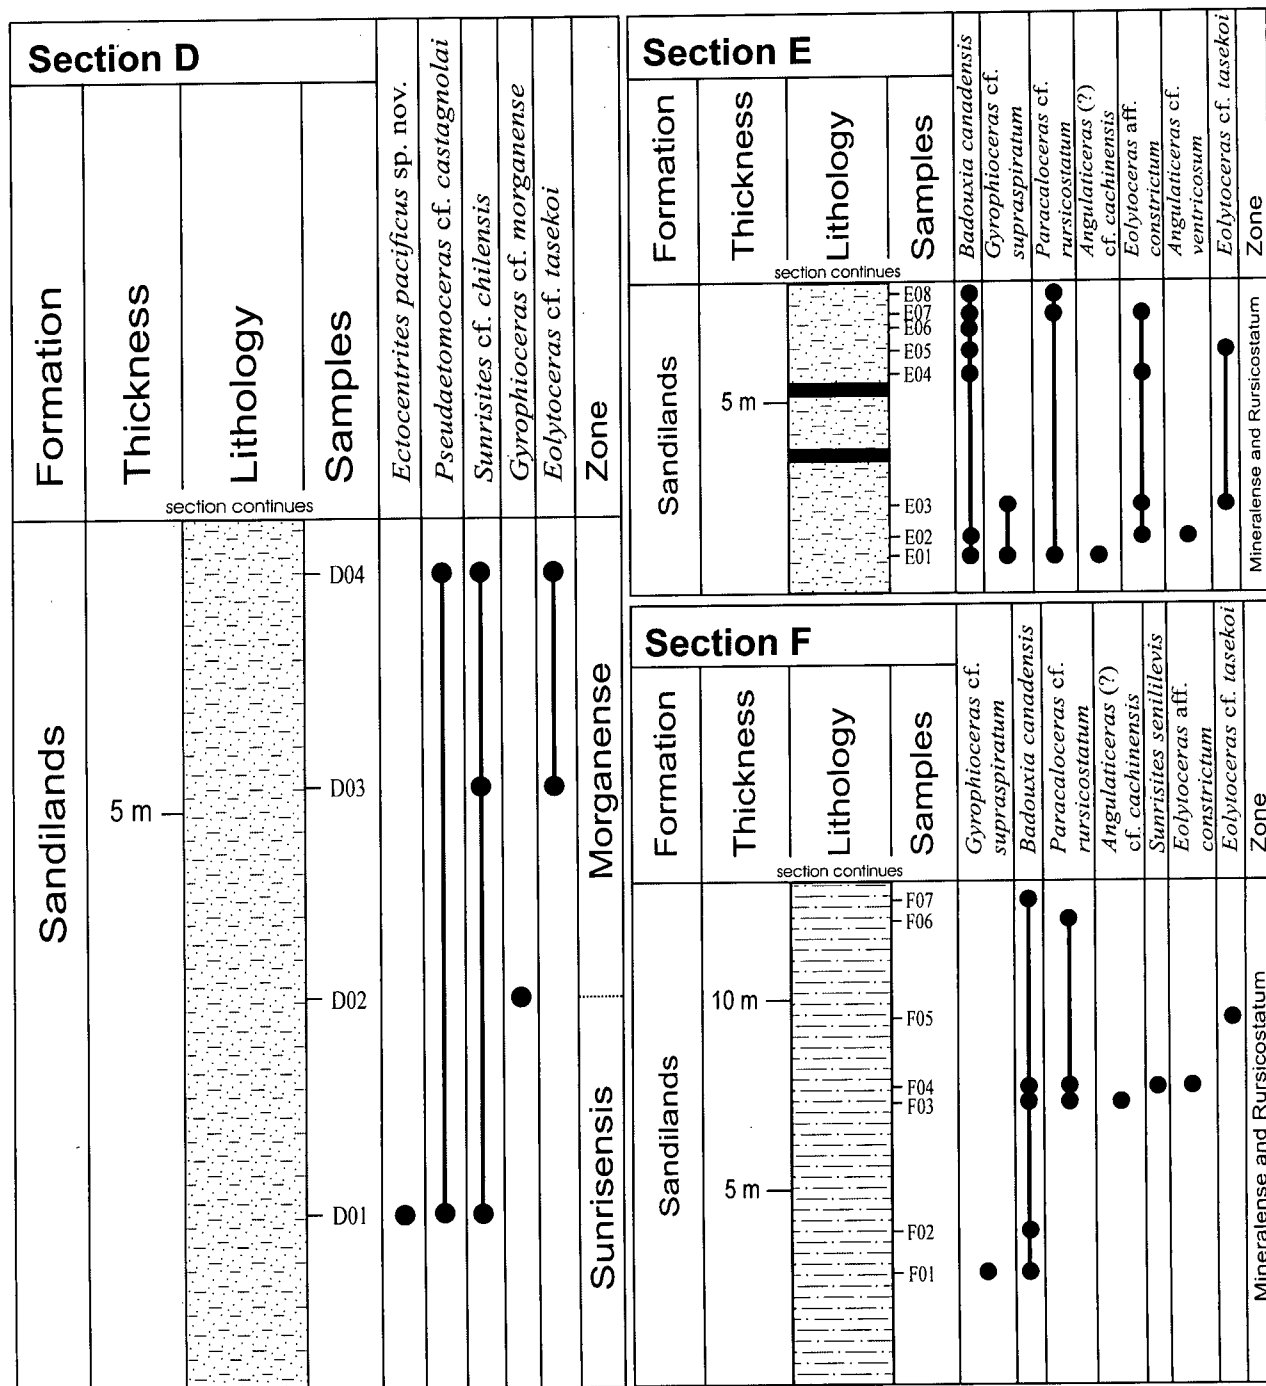 Section D
Formation
Thickness
Lithology
Samples
Ectocentrites pacificus sp. nov.
Pseudaetomoceras cf. castagnolai
Sunrisites cf. chilensis
Gyrophioceras cf. morganense
Eolytoceras cf. tasekoi
Zone
section continues
Sandilands
5 m
D04
D03
D02
D01
Morganense
Sunrisensis
Section E
Formation
Thickness
Lithology
Samples
Badouxia canadensis
Gyrophioceras cf.
supraspiratum
Paracaloceras cf.
rursicostatum
Angulaticeras (?)
cf. cachinensis
Eolytoceras aff.
constrictum
Angulaticeras cf.
ventricosum
Eolytoceras cf. tasekoi
Zone
section continues
Sandilands
5 m
E08
E07
E06
E05
E04
E03
E02
E01
Mineralense and Rursicostatum
Section F
Formation
Thickness
Lithology
Samples
Gyrophioceras cf.
supraspiratum
Badouxia canadensis
Paracaloceras cf.
rursicostatum
Angulaticeras (?)
cf. cachinensis
Sunrisites senililevis
Eolytoceras aff.
constrictum
Eolytoceras cf. tasekoi
Zone
section continues
Sandilands
10 m
5 m
F07
F06
F05
F04
F03
F02
F01
Mineralense and Rursicostatum